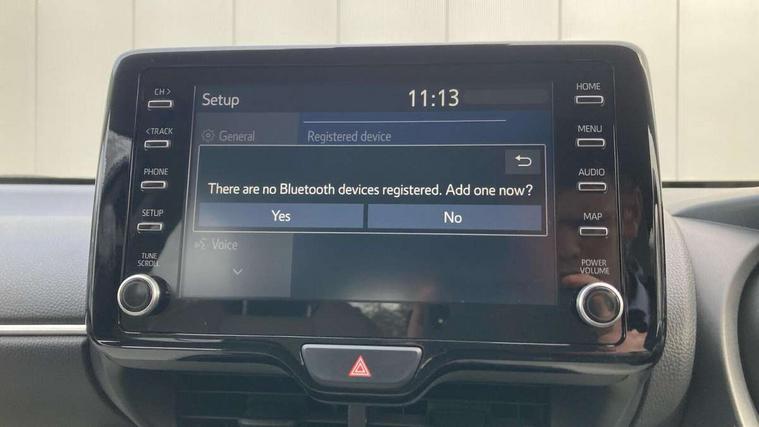 CH >
< TRACK
PHONE
SETUP
TUNE
SCROLL
Setup
11:13
General
Registered device
There are no Bluetooth devices registered. Add one now?
Yes
No
Voice
HOME
MENU
AUDIO
MAP
POWER
VOLUME